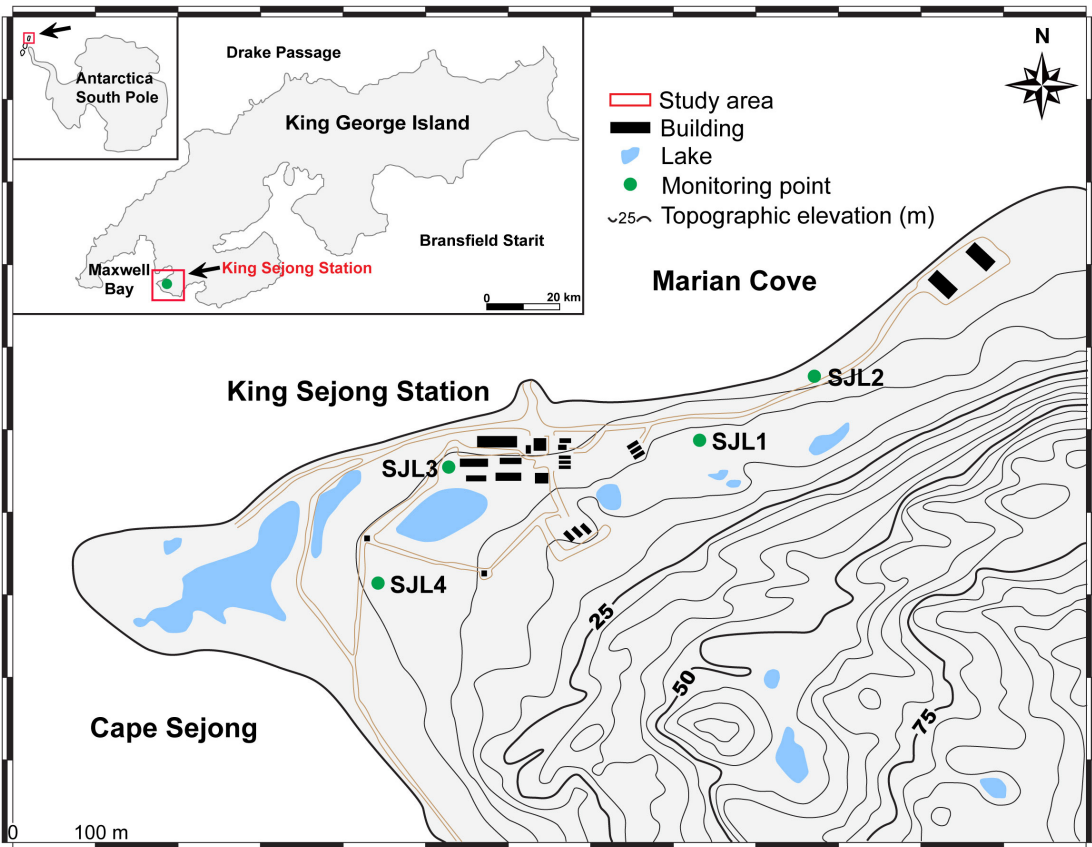 Antarctica
South Pole
Drake Passage
King George Island
Bransfield Starit
Maxwell
Bay
King Sejong Station
0 20 km
N
Study area
Building
Lake
Monitoring point
25 Topographic elevation (m)
Marian Cove
King Sejong Station
SJL2
SJL1
SJL3
SJL4
25
50
75
Cape Sejong
0 100 m